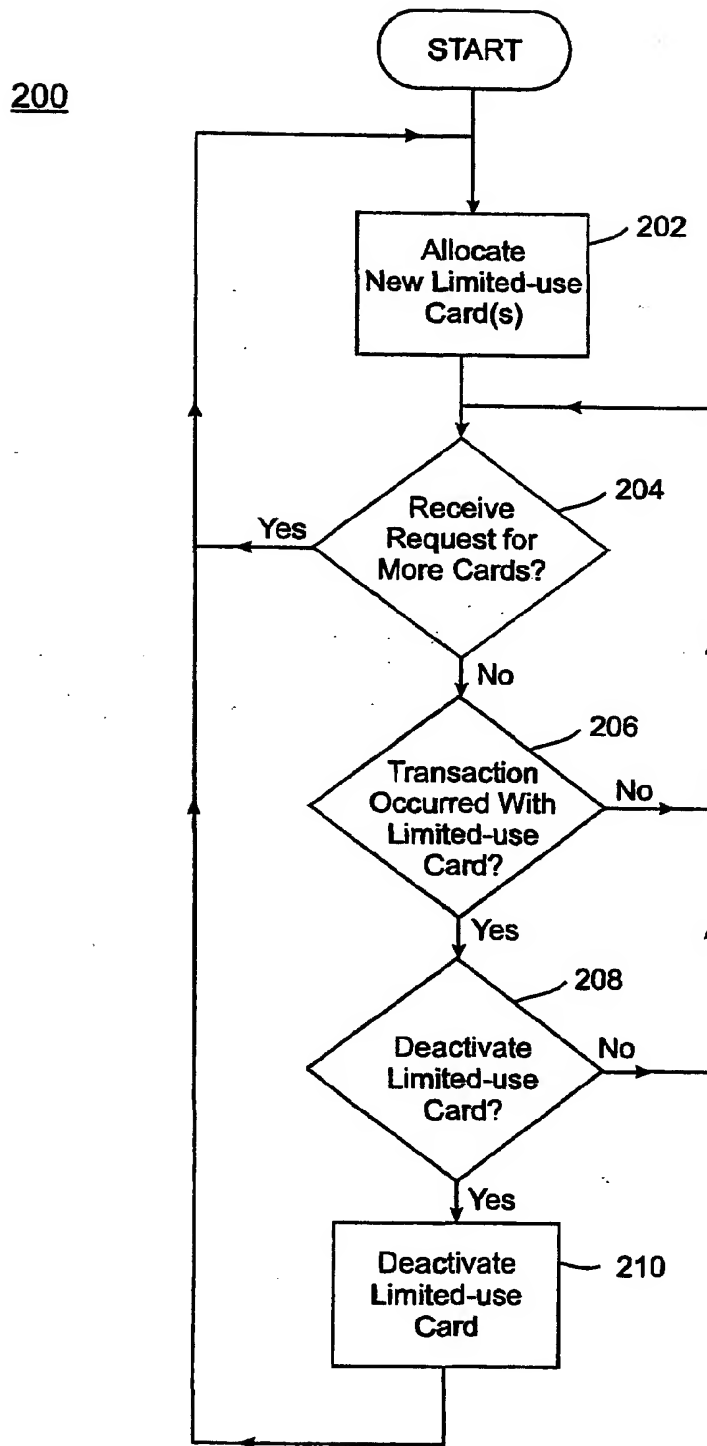 START
200
202
Allocate
New Limited-use
Card(s)
204
Receive
Request for
More Cards?
Yes
No
206
Transaction
Occurred With
Limited-use
Card?
No
Yes
208
Deactivate
Limited-use
Card?
No
Yes
Deactivate
Limited-use
Card
210